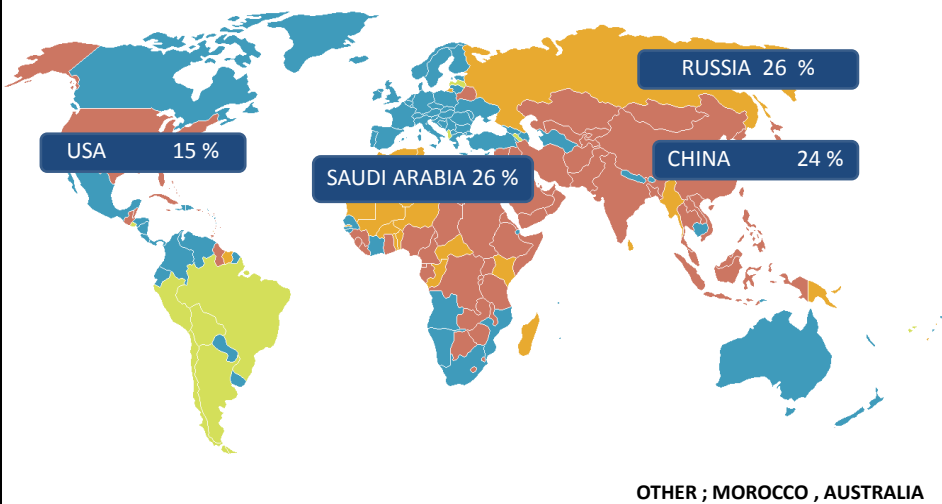 RUSSIA 26 %
USA 15 %
CHINA 24 %
SAUDI ARABIA 26 %
OTHER ; MOROCCO , AUSTRALIA